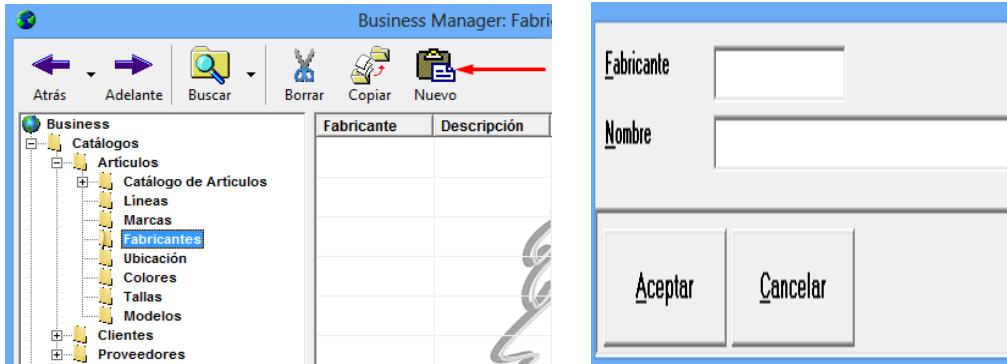 Business Manager: Fabri
Atrás
Adelante
Buscar
Borrar
Copiar
Nuevo
Business
Catálogos
Artículos
Catálogo de Artículos
Líneas
Marcas
Fabricantes
Ubicación
Colores
Tallas
Modelos
Clientes
Proveedores
Fabricante
Descripción
Fabricante
Nombre
Aceptar
Cancelar